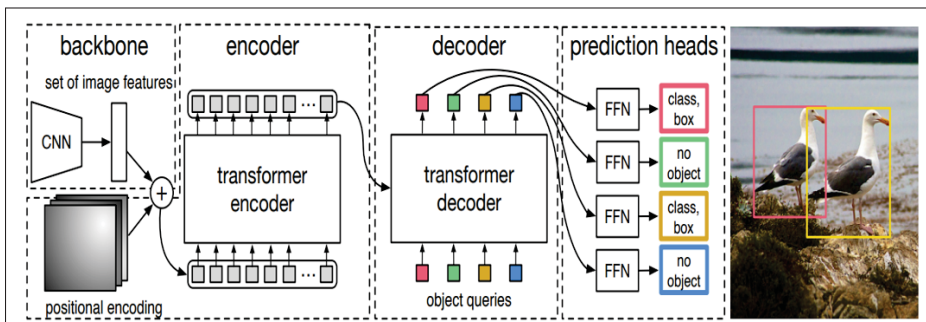 backbone
set of image features
CNN
+
positional encoding
encoder
...
transformer
encoder
...
decoder
transformer
decoder
object queries
prediction heads
FFN
class,
box
FFN
no
object
FFN
class,
box
FFN
no
object